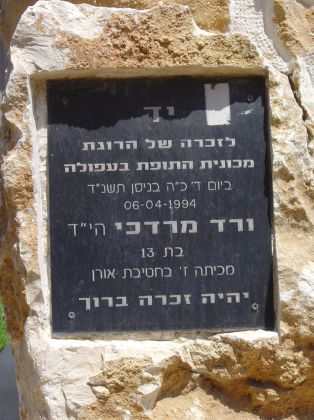 יד
לזכרה של הרוגת
מכונית התופת בעפולה
ביום ד' כ"ה בניסן תשנ"ד
06-04-1994
ורד מרדכי הי"ד
בת 13
מכיתה ז' בחטיבת אורן
יהיה זכרה ברוך